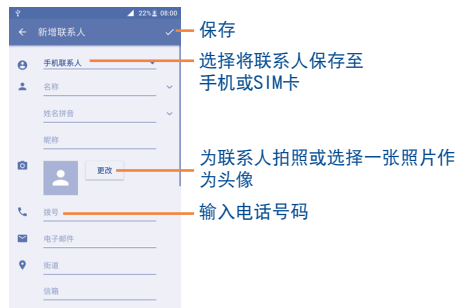 22% 08:00
新增联系人
保存
手机联系人
选择将联系人保存至
手机或SIM卡
名称
姓名拼音
昵称
更改
为联系人拍照或选择一张照片作
为头像
拨号
输入电话号码
电子邮件
街道
信箱